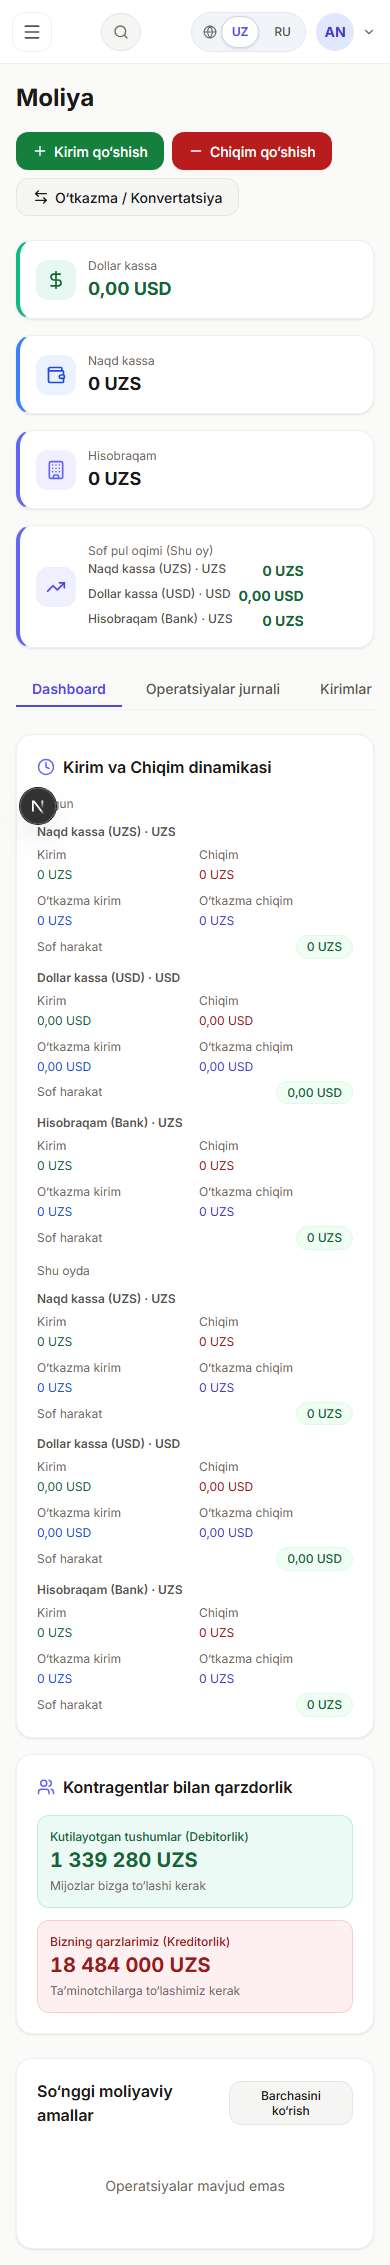 UZ RU AN
Moliya
+ Kirim qo‘shish − Chiqim qo‘shish
O‘tkazma / Konvertatsiya
Dollar kassa
0,00 USD
Naqd kassa
0 UZS
Hisobraqam
0 UZS
Sof pul oqimi (Shu oy)
Naqd kassa (UZS) · UZS 0 UZS
Dollar kassa (USD) · USD 0,00 USD
Hisobraqam (Bank) · UZS 0 UZS
Dashboard Operatsiyalar jurnali Kirimlar
Kirim va Chiqim dinamikasi
N
Naqd kassa (UZS) · UZS
Kirim Chiqim
0 UZS 0 UZS
O‘tkazma kirim O‘tkazma chiqim
0 UZS 0 UZS
Sof harakat 0 UZS
Dollar kassa (USD) · USD
Kirim Chiqim
0,00 USD 0,00 USD
O‘tkazma kirim O‘tkazma chiqim
0,00 USD 0,00 USD
Sof harakat 0,00 USD
Hisobraqam (Bank) · UZS
Kirim Chiqim
0 UZS 0 UZS
O‘tkazma kirim O‘tkazma chiqim
0 UZS 0 UZS
Sof harakat 0 UZS
Shu oyda
Naqd kassa (UZS) · UZS
Kirim Chiqim
0 UZS 0 UZS
O‘tkazma kirim O‘tkazma chiqim
0 UZS 0 UZS
Sof harakat 0 UZS
Dollar kassa (USD) · USD
Kirim Chiqim
0,00 USD 0,00 USD
O‘tkazma kirim O‘tkazma chiqim
0,00 USD 0,00 USD
Sof harakat 0,00 USD
Hisobraqam (Bank) · UZS
Kirim Chiqim
0 UZS 0 UZS
O‘tkazma kirim O‘tkazma chiqim
0 UZS 0 UZS
Sof harakat 0 UZS
Kontragentlar bilan qarzdorlik
Kutilayotgan tushumlar (Debitorlik)
1 339 280 UZS
Mijozlar bizga to‘lashi kerak
Bizning qarzlarimiz (Kreditorlik)
18 484 000 UZS
Ta’minotchilarga to‘lashimiz kerak
So‘nggi moliyaviy
amallar
Barchasini
ko‘rish
Operatsiyalar mavjud emas